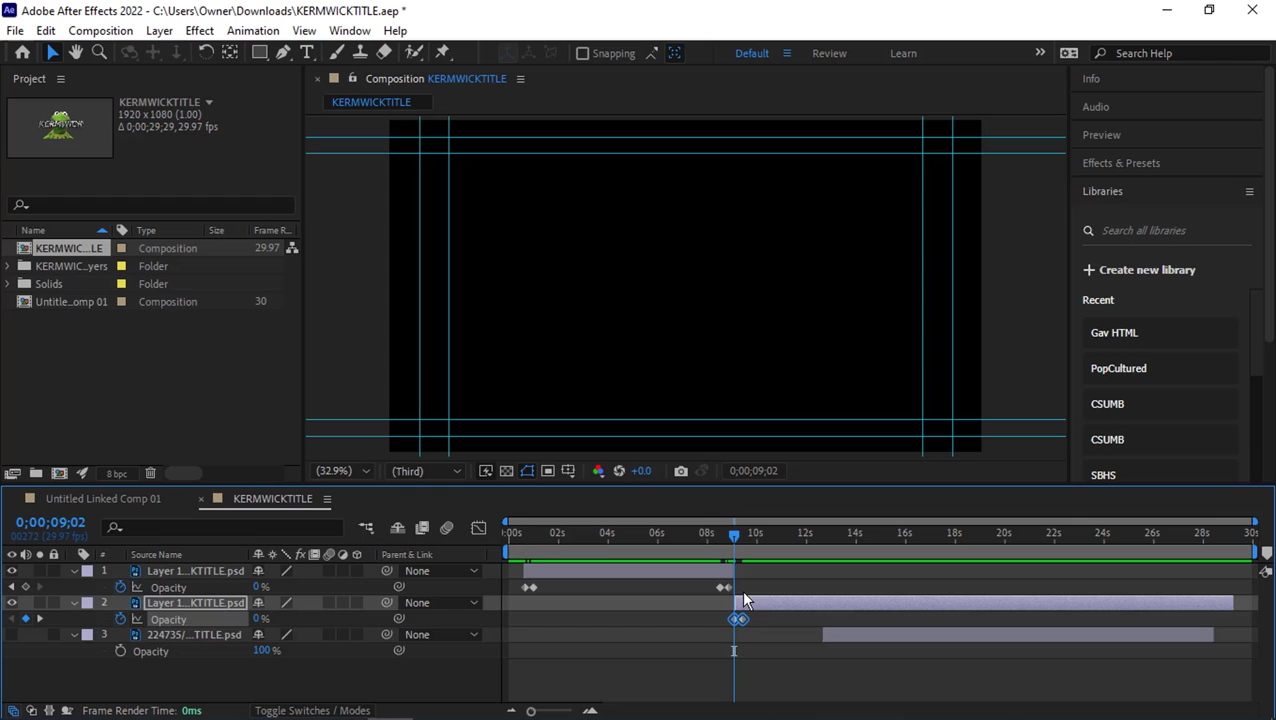 Ae Adobe After Effects 2022 - C:\Users\Owner\Downloads\KERMWICKTITLE.aep *
File Edit Composition Layer Effect Animation View Window Help
Snapping Default Review Learn Search Help
Project
KERMWICKTITLE
1920 x 1080 (1.00)
Δ 0;00;29;29, 29.97 fps
Name Type Size Frame R...
KERMWIC...LE Composition 29.97
KERMWIC...yers Folder
Solids Folder
Untitle...omp 01 Composition 30
8 bpc
Composition KERMWICKTITLE
KERMWICKTITLE
(32.9%) (Third) +0.0 0;00;09;02
Info
Audio
Preview
Effects & Presets
Libraries
Search all libraries
Create new library
Recent
Gav HTML
PopCultured
CSUMB
CSUMB
SBHS
Untitled Linked Comp 01 KERMWICKTITLE
0;00;09;02
00272 (29.97 fps)
:00s 02s 04s 06s 08s 10s 12s 14s 16s 18s 20s 22s 24s 26s 28s 30s
# Source Name Parent & Link
1 Layer 1...KTITLE.psd None
Opacity 0 %
2 Layer 1...KTITLE.psd None
Opacity 0 %
3 224735/...TITLE.psd None
Opacity 100 %
Frame Render Time: 0ms Toggle Switches / Modes